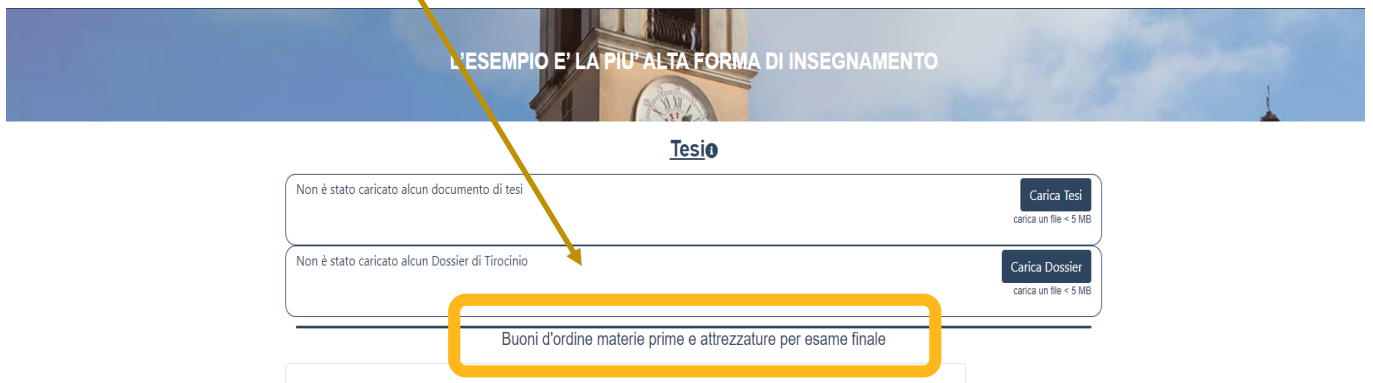 L'ESEMPIO E' LA PIU' ALTA FORMA DI INSEGNAMENTO
Tesi
Non è stato caricato alcun documento di tesi
Carica Tesi
carica un file < 5 MB
Non è stato caricato alcun Dossier di Tirocinio
Carica Dossier
carica un file < 5 MB
Buoni d'ordine materie prime e attrezzature per esame finale